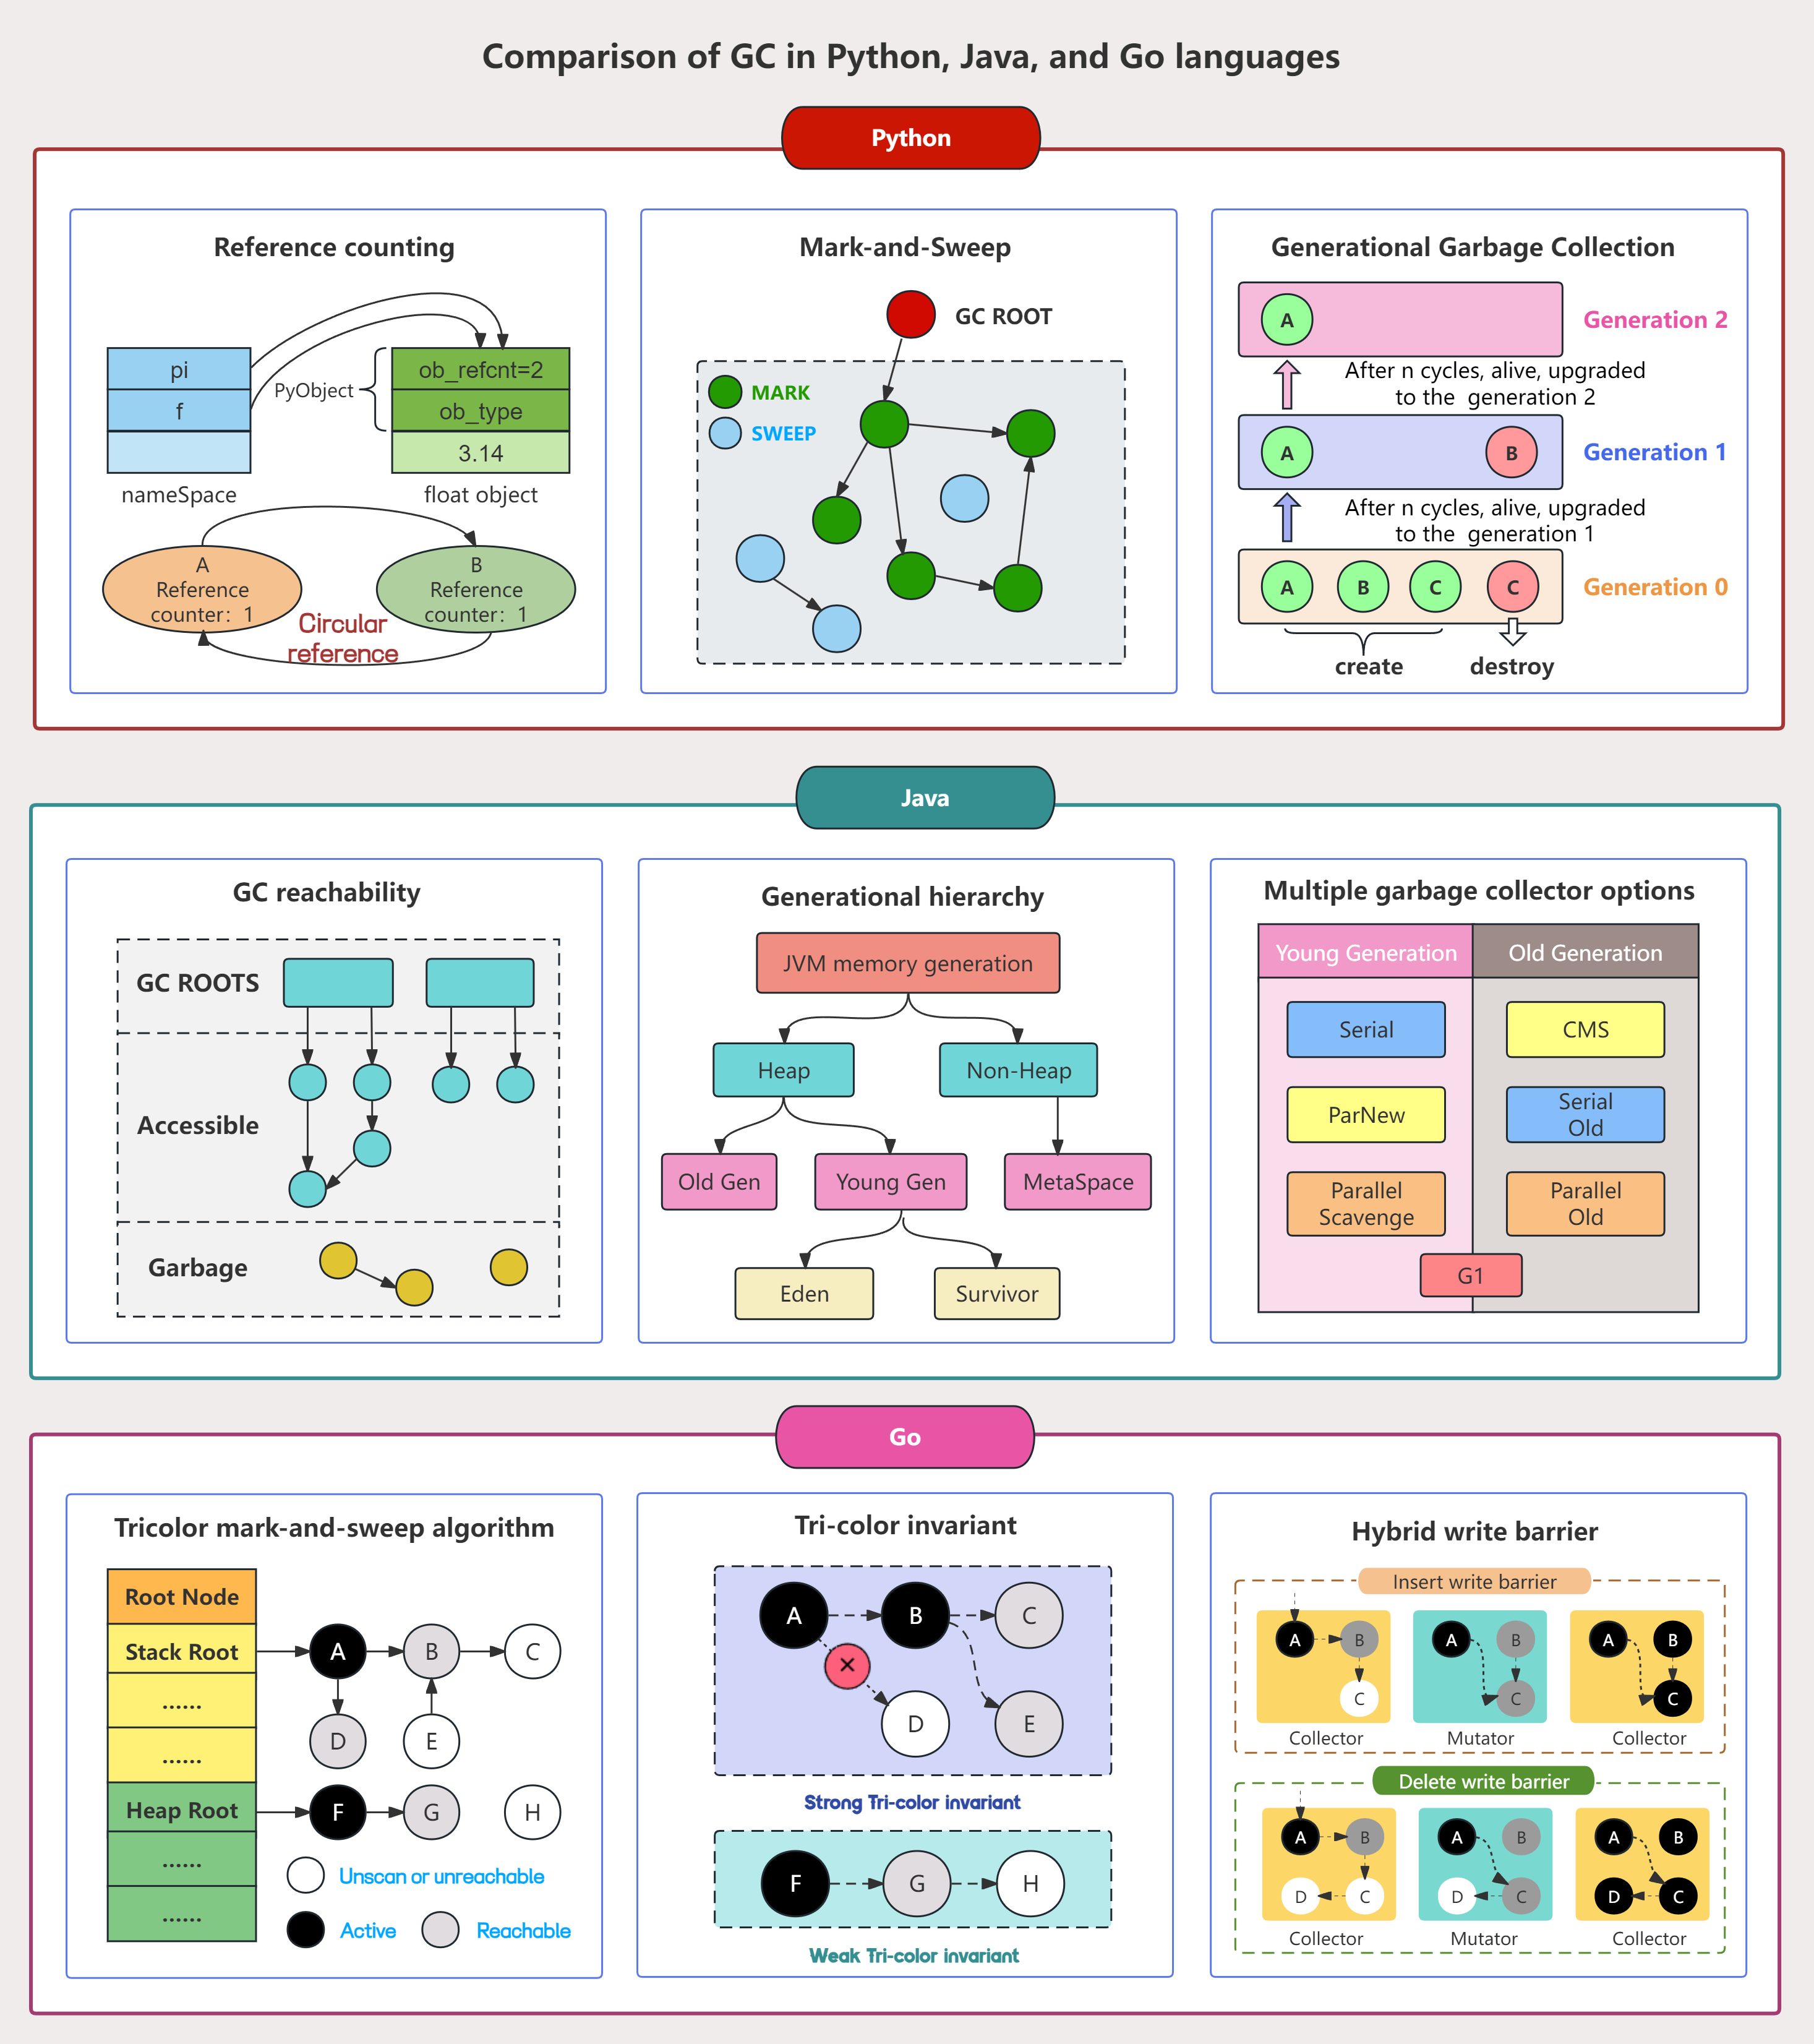 Comparison of GC in Python, Java, and Go languages
Python
Reference counting
pi
f
nameSpace
PyObject
ob_refcnt=2
ob_type
3.14
float object
A
Reference
counter: 1
B
Reference
counter: 1
Circular
reference
Mark-and-Sweep
GC ROOT
MARK
SWEEP
Generational Garbage Collection
A
Generation 2
After n cycles, alive, upgraded
to the generation 2
A
B
Generation 1
After n cycles, alive, upgraded
to the generation 1
A
B
C
C
Generation 0
create
destroy
Java
GC reachability
GC ROOTS
Accessible
Garbage
Generational hierarchy
JVM memory generation
Heap
Non-Heap
Old Gen
Young Gen
MetaSpace
Eden
Survivor
Multiple garbage collector options
Young Generation
Old Generation
Serial
CMS
ParNew
Serial
Old
Parallel
Scavenge
Parallel
Old
G1
Go
Tricolor mark-and-sweep algorithm
Root Node
Stack Root
......
......
Heap Root
......
......
A
B
C
D
E
F
G
H
Unscan or unreachable
Active
Reachable
Tri-color invariant
A
B
C
✕
D
E
Strong Tri-color invariant
F
G
H
Weak Tri-color invariant
Hybrid write barrier
Insert write barrier
A
B
C
Collector
A
B
C
Mutator
A
B
C
Collector
Delete write barrier
A
B
D
C
Collector
A
B
D
C
Mutator
A
B
D
C
Collector